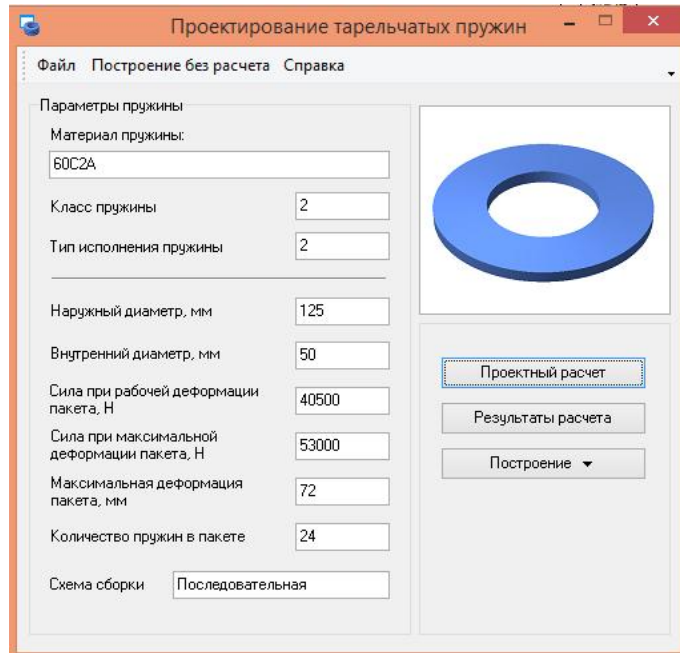 Проектирование тарельчатых пружин
Файл Построение без расчета Справка
Параметры пружины
Материал пружины:
60С2А
Класс пружины 2
Тип исполнения пружины 2
Наружный диаметр, мм 125
Внутренний диаметр, мм 50
Сила при рабочей деформации
пакета, Н 40500
Сила при максимальной
деформации пакета, Н 53000
Максимальная деформация
пакета, мм 72
Количество пружин в пакете 24
Схема сборки Последовательная
Проектный расчет
Результаты расчета
Построение